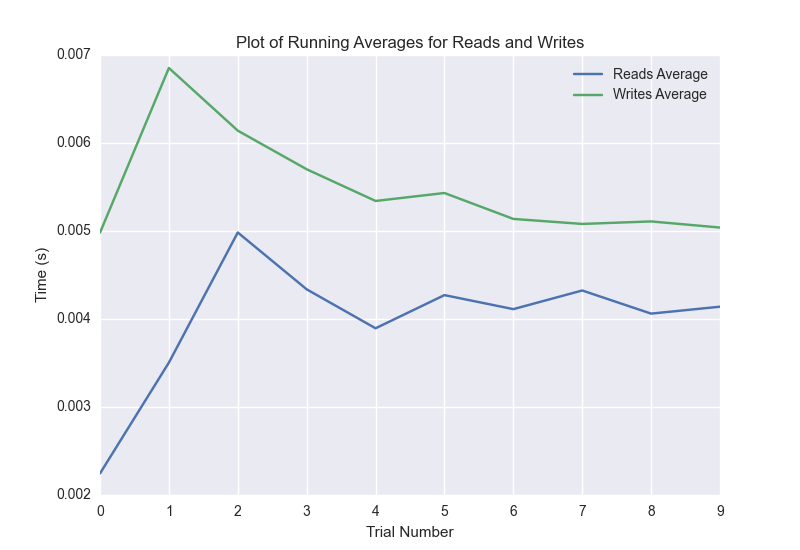 Plot of Running Averages for Reads and Writes
0.007
0.006
0.005
0.004
0.003
0.002
Time (s)
Reads Average
Writes Average
0 1 2 3 4 5 6 7 8 9
Trial Number